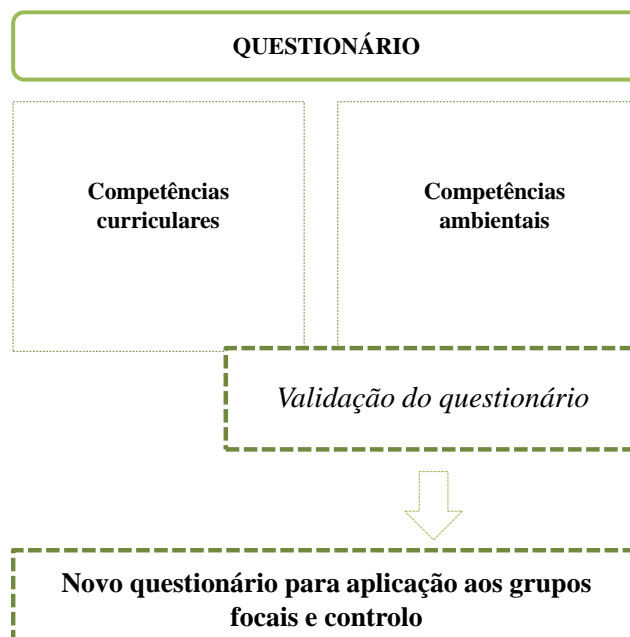 QUESTIONÁRIO
Competências
curriculares
Competências
ambientais
Validação do questionário
Novo questionário para aplicação aos grupos
focais e controlo